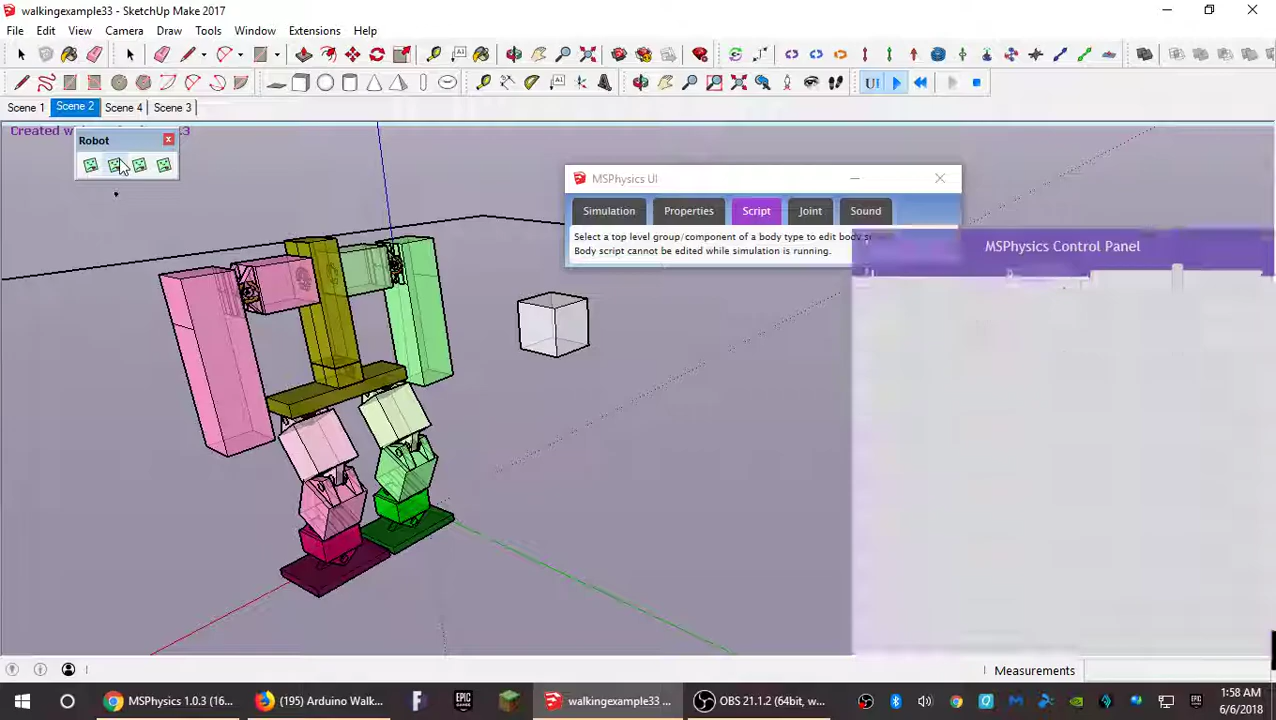 walkingexample33 - SketchUp Make 2017
File Edit View Camera Draw Tools Window Extensions Help
UI
Scene 1 Scene 2 Scene 4 Scene 3
Created w
Robot
MSPhysics UI
Simulation Properties Script Joint Sound
Select a top level group/component of a body type to edit body
Body script cannot be edited while simulation is running.
MSPhysics Control Panel
Measurements
MSPhysics 1.0.3 (16...
(195) Arduino Walk...
walkingexample33 ...
OBS 21.1.2 (64bit, w...
1:58 AM
6/6/2018